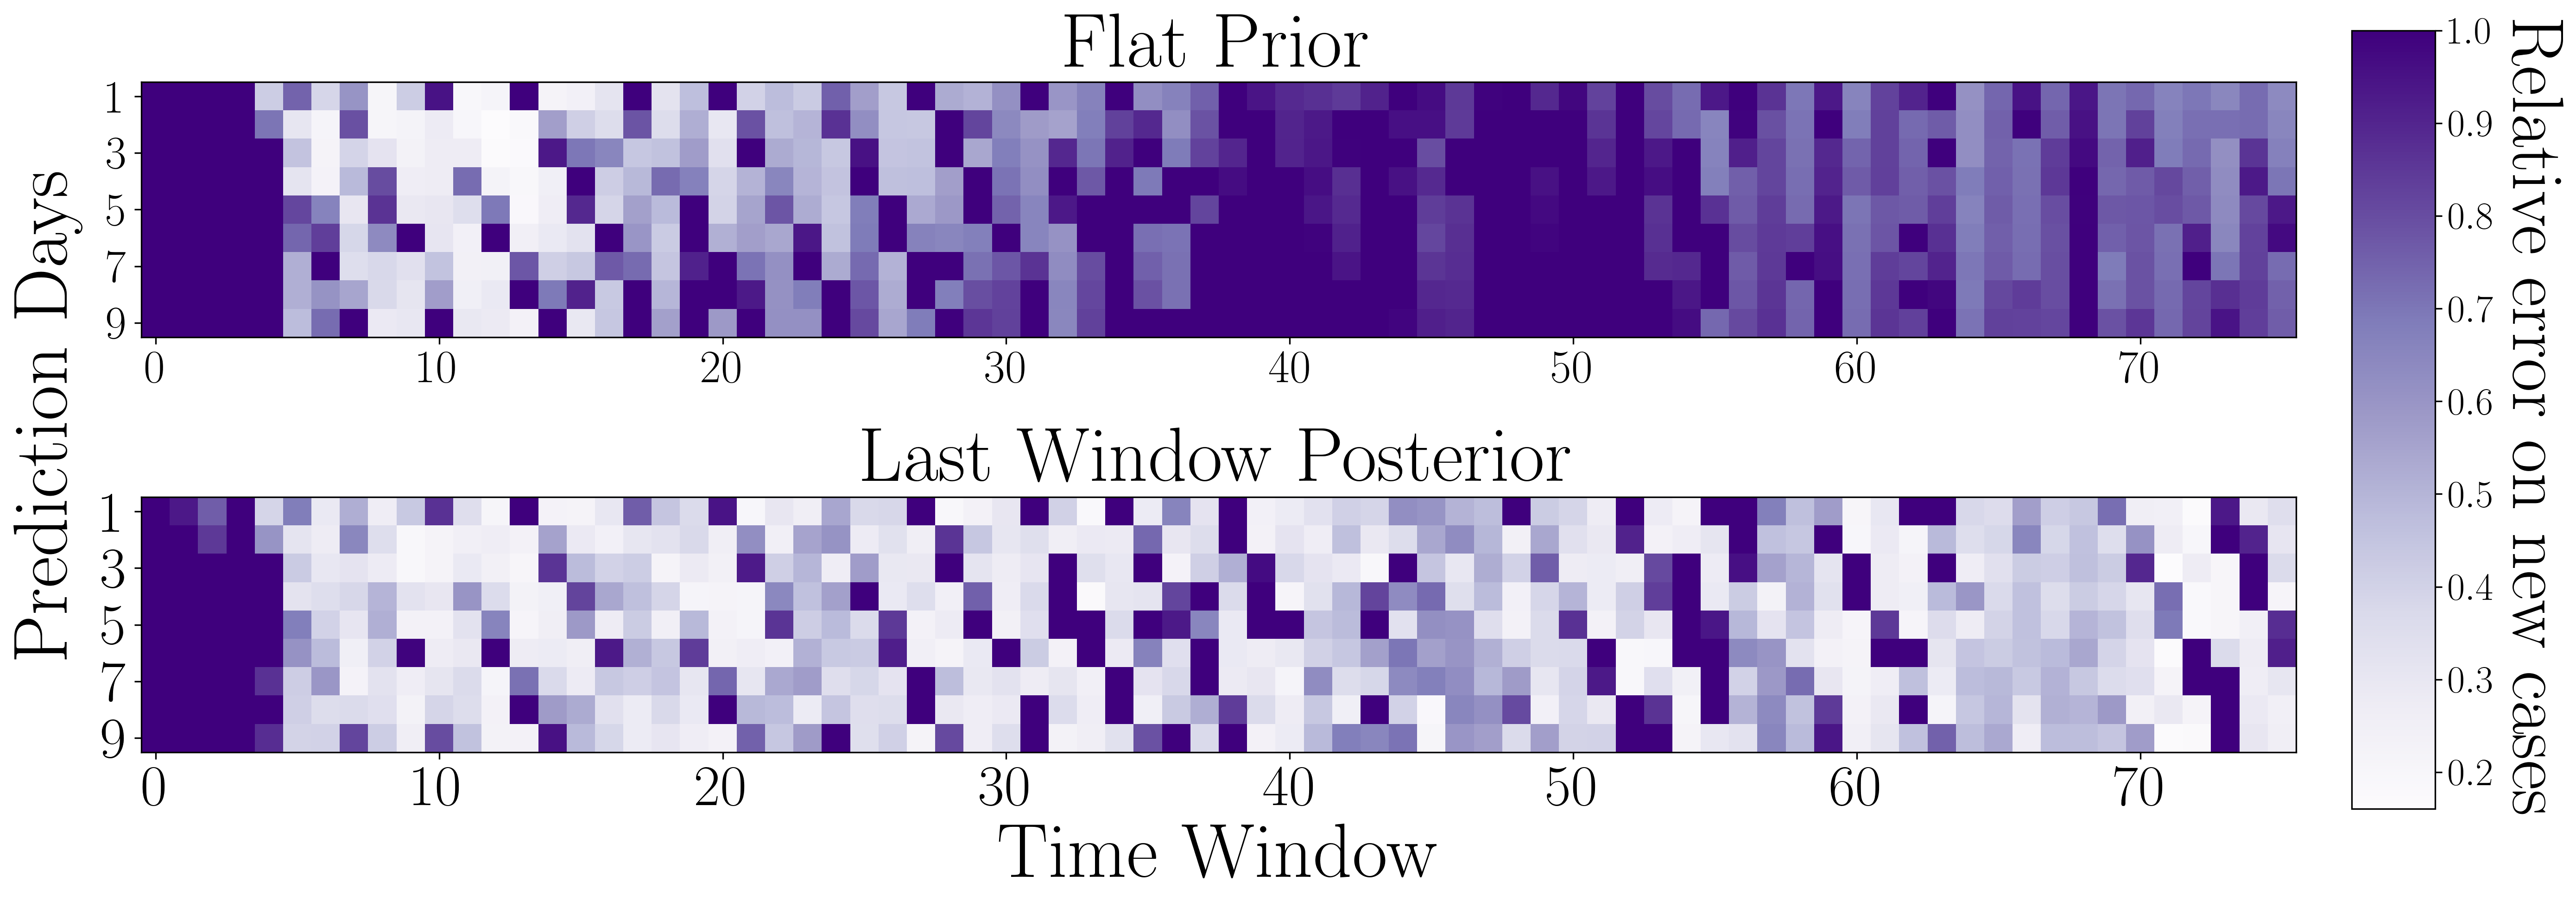 Flat Prior
1
3
5
7
9
0 10 20 30 40 50 60 70
Prediction Days
Last Window Posterior
1
3
5
7
9
0 10 20 30 40 50 60 70
Time Window
1.0
0.9
0.8
0.7
0.6
0.5
0.4
0.3
0.2
Relative error on new cases